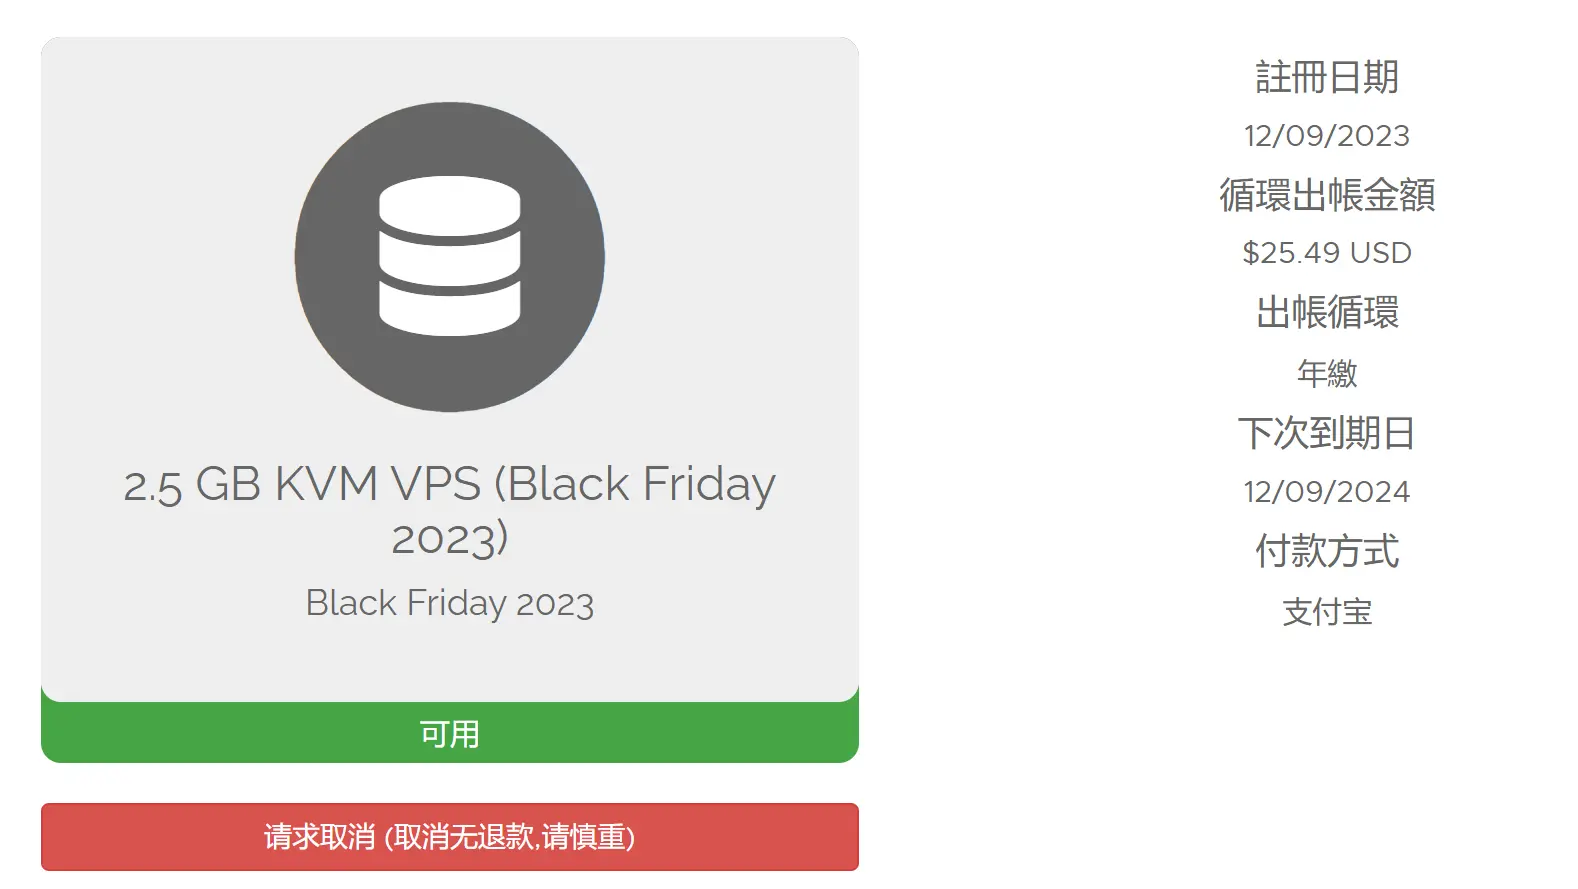 2.5 GB KVM VPS (Black Friday
2023)
Black Friday 2023
可用
请求取消 (取消无退款,请慎重)
註冊日期
12/09/2023
循環出帳金額
$25.49 USD
出帳循環
年繳
下次到期日
12/09/2024
付款方式
支付宝